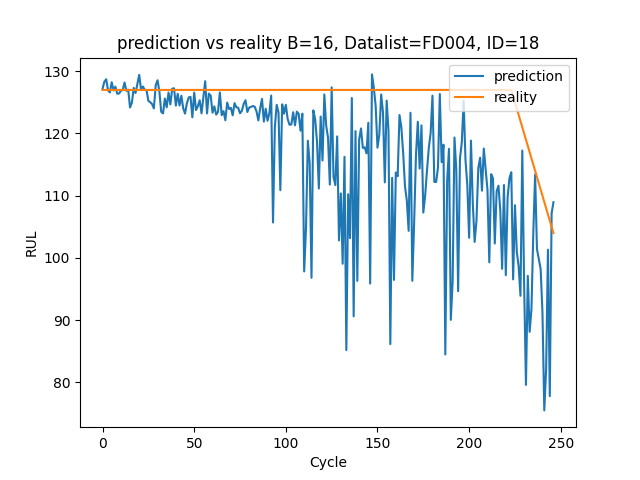 prediction vs reality B=16, Datalist=FD004, ID=18
prediction
reality
RUL
130
120
110
100
90
80
0 50 100 150 200 250
Cycle